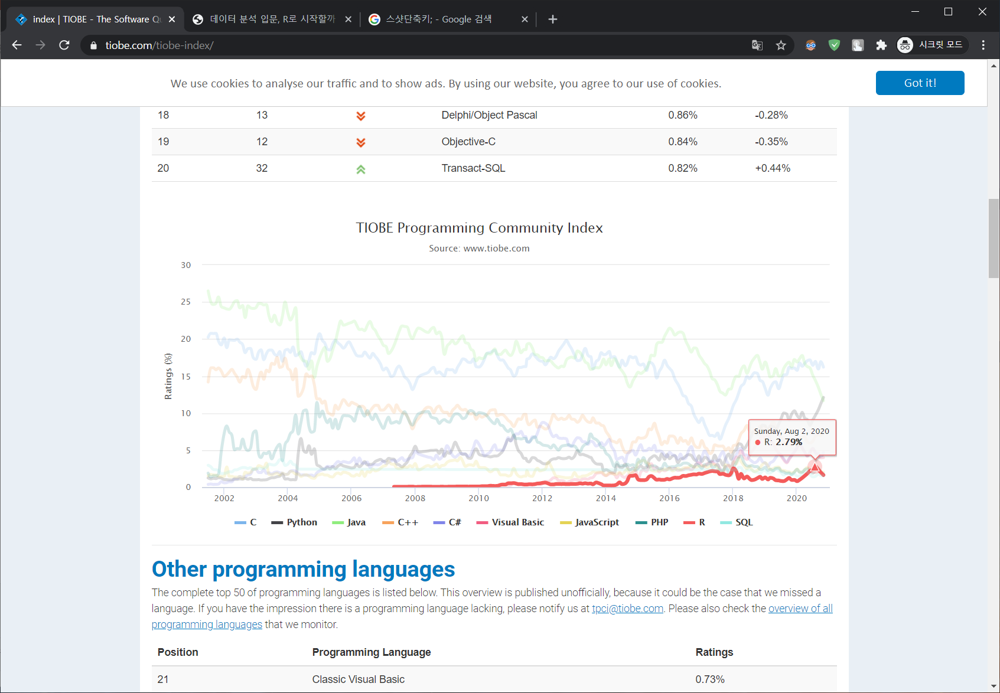 index | TIOBE - The Software Qu
데이터 분석 입문, R로 시작할까
스샷단축키; - Google 검색
tiobe.com/tiobe-index/
시크릿 모드
We use cookies to analyse our traffic and to show ads. By using our website, you agree to our use of cookies.
Got it!
18 13 Delphi/Object Pascal 0.86% -0.28%
19 12 Objective-C 0.84% -0.35%
20 32 Transact-SQL 0.82% +0.44%
TIOBE Programming Community Index
Source: www.tiobe.com
Ratings (%)
30
25
20
15
10
5
0
Sunday, Aug 2, 2020
R: 2.79%
2002 2004 2006 2008 2010 2012 2014 2016 2018 2020
C Python Java C++ C# Visual Basic JavaScript PHP R SQL
Other programming languages
The complete top 50 of programming languages is listed below. This overview is published unofficially, because it could be the case that we missed a
language. If you have the impression there is a programming language lacking, please notify us at tpci@tiobe.com. Please also check the overview of all
programming languages that we monitor.
Position Programming Language Ratings
21 Classic Visual Basic 0.73%